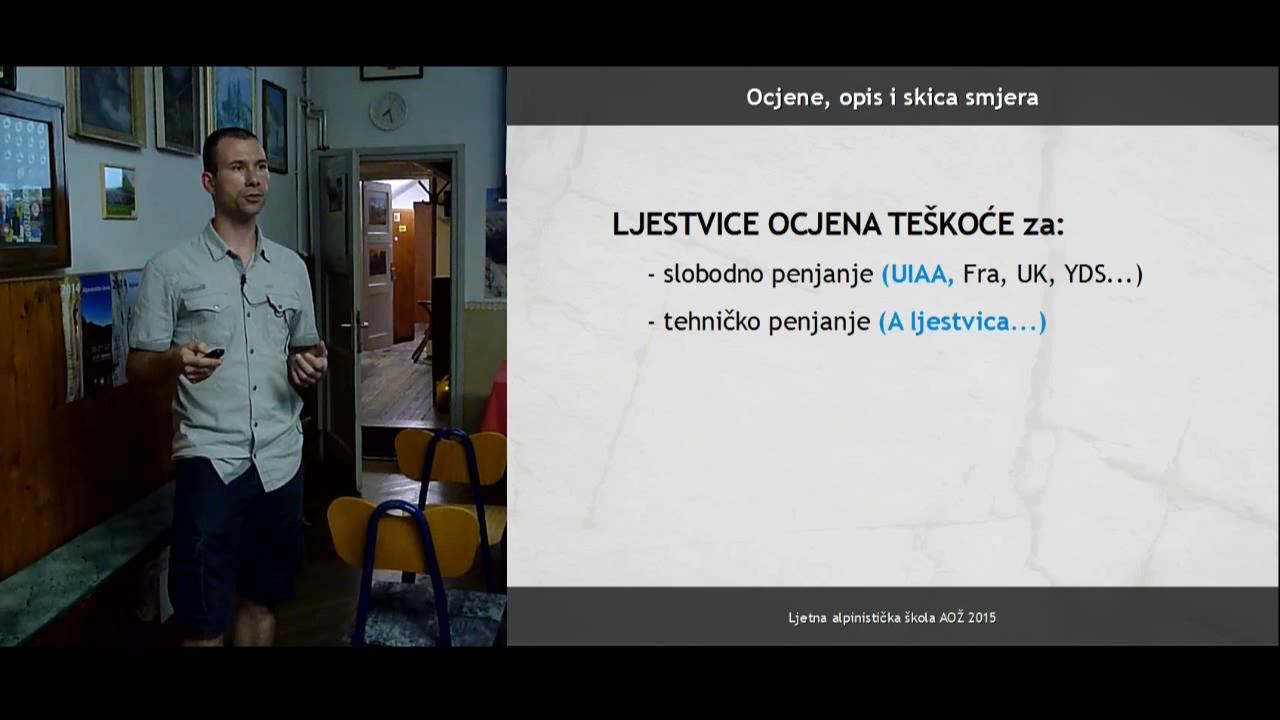 Ocjene, opis i skica smjera
LJESTVICE OCJENA TEŠKOĆE za:
- slobodno penjanje (UIAA, Fra, UK, YDS...)
- tehničko penjanje (A ljestvica...)
Ljetna alpinistička škola AOŽ 2015
2014